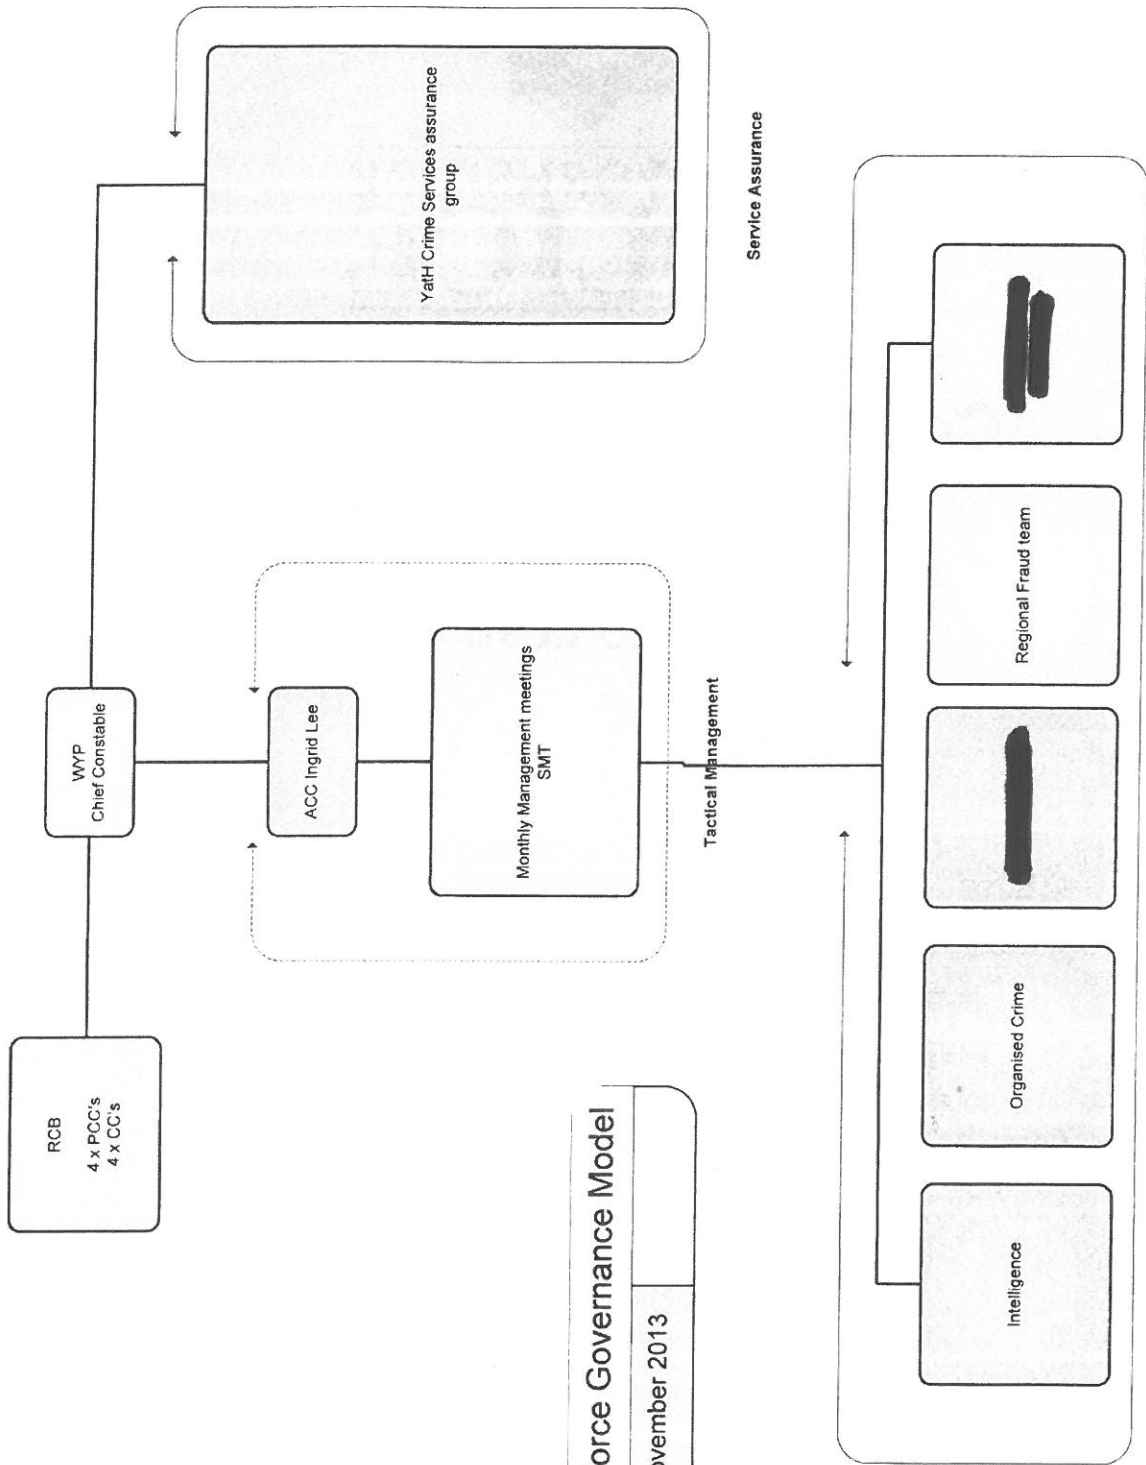 RCB
4 x PCC's
4 x CC's
WYP
Chief Constable
ACC Ingrid Lee
Monthly Management meetings
SMT
Tactical Management
YatH Crime Services assurance
group
Service Assurance
Intelligence
Organised Crime
Regional Fraud team
orce Governance Model
ovember 2013